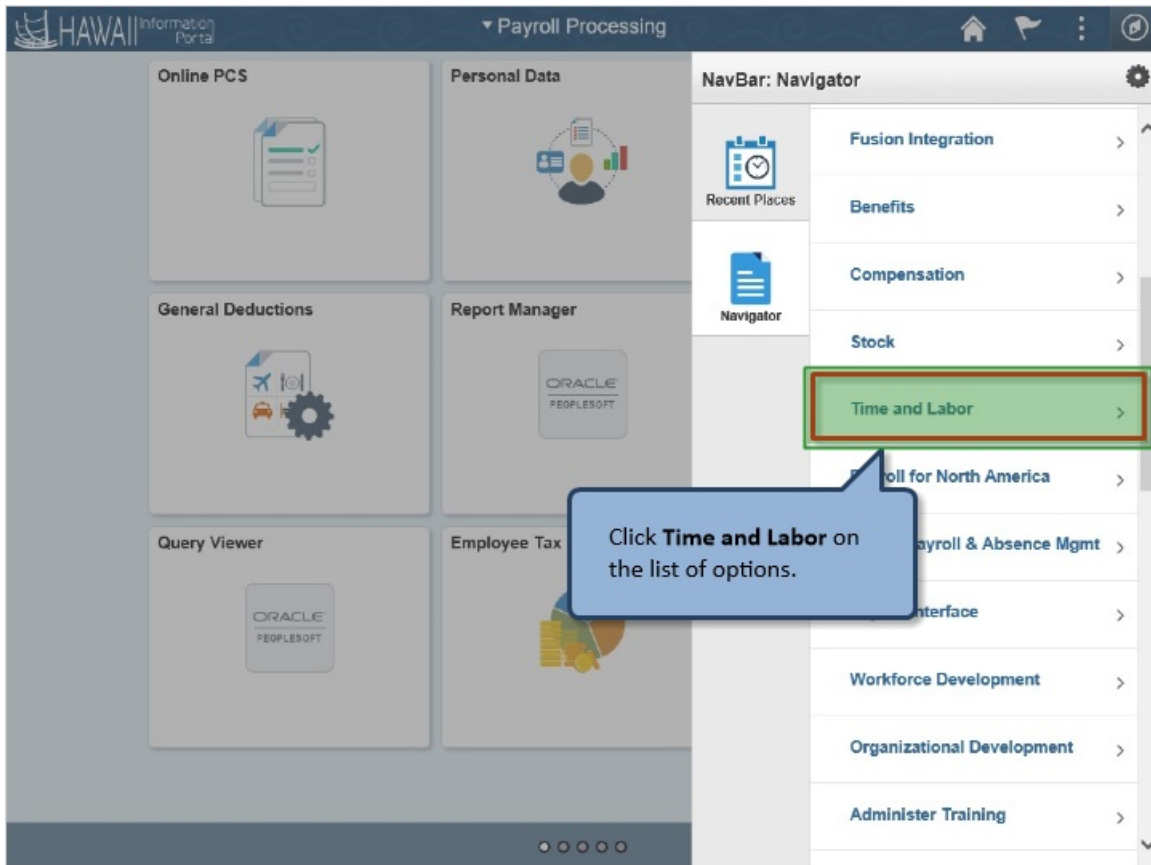 HAWAII Information
Portal
Payroll Processing
Online PCS
Personal Data
General Deductions
Report Manager
ORACLE
PEOPLESOFT
Query Viewer
Employee Tax
ORACLE
PEOPLESOFT
NavBar: Navigator
Recent Places
Navigator
Fusion Integration
Benefits
Compensation
Stock
Time and Labor
roll for North America
ayroll & Absence Mgmt
nterface
Workforce Development
Organizational Development
Administer Training
Click Time and Labor on
the list of options.